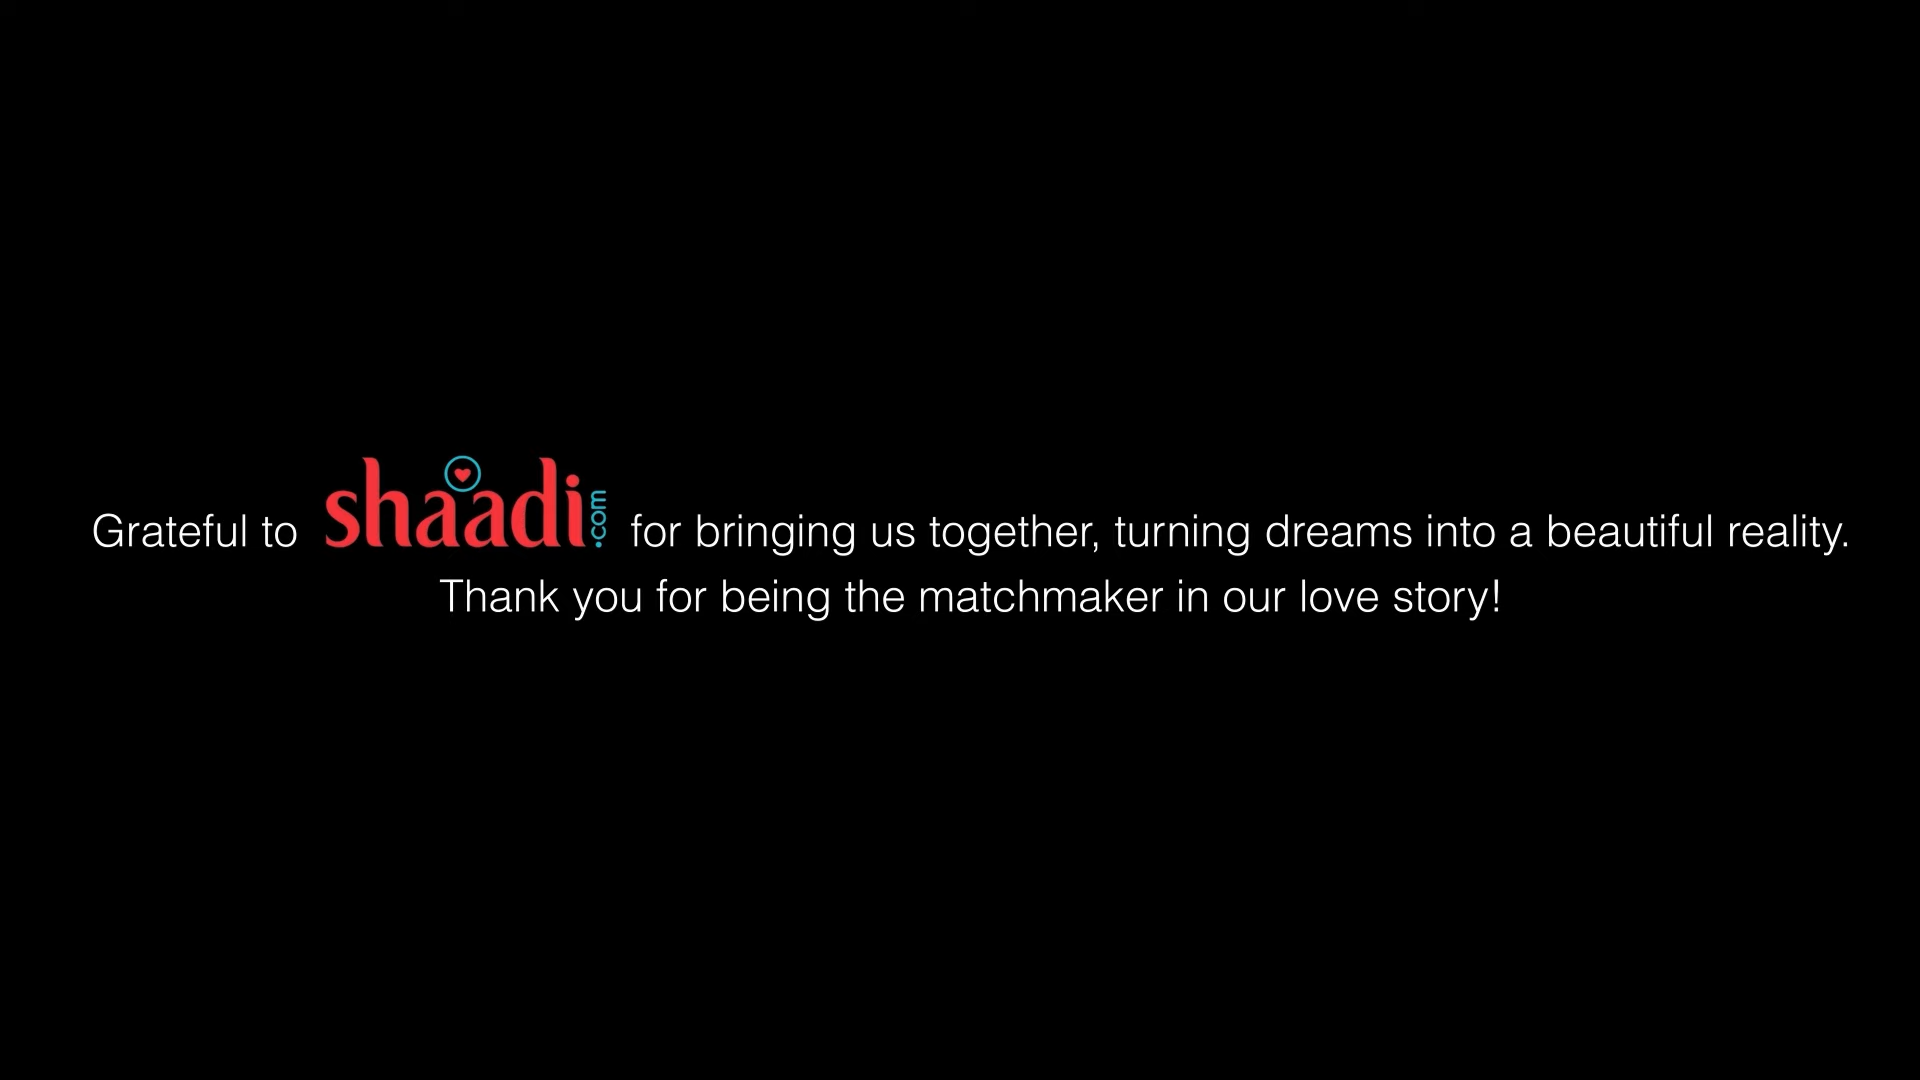 Grateful to shaadi.com for bringing us together, turning dreams into a beautiful reality.
Thank you for being the matchmaker in our love story!